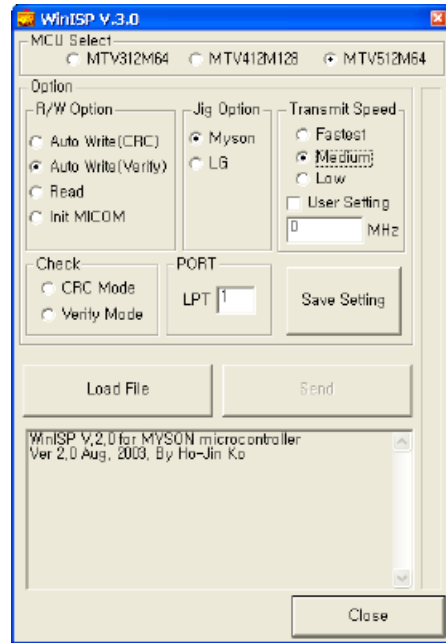 WinISP V.3.0
MCU Select
MTV312M64 MTV412M128 MTV512M64
Option
R/W Option
Auto Write(CRC)
Auto Write(Verify)
Read
Init MICOM
Jig Option
Myson
LG
Transmit Speed
Fastest
Medium
Low
User Setting
0 MHz
Check
CRC Mode
Verify Mode
PORT
LPT 1
Save Setting
Load File
Send
WinISP V,2,0 for MYSON microcontroller
Ver 2,0 Aug, 2003, By Ho-Jin Ko
Close